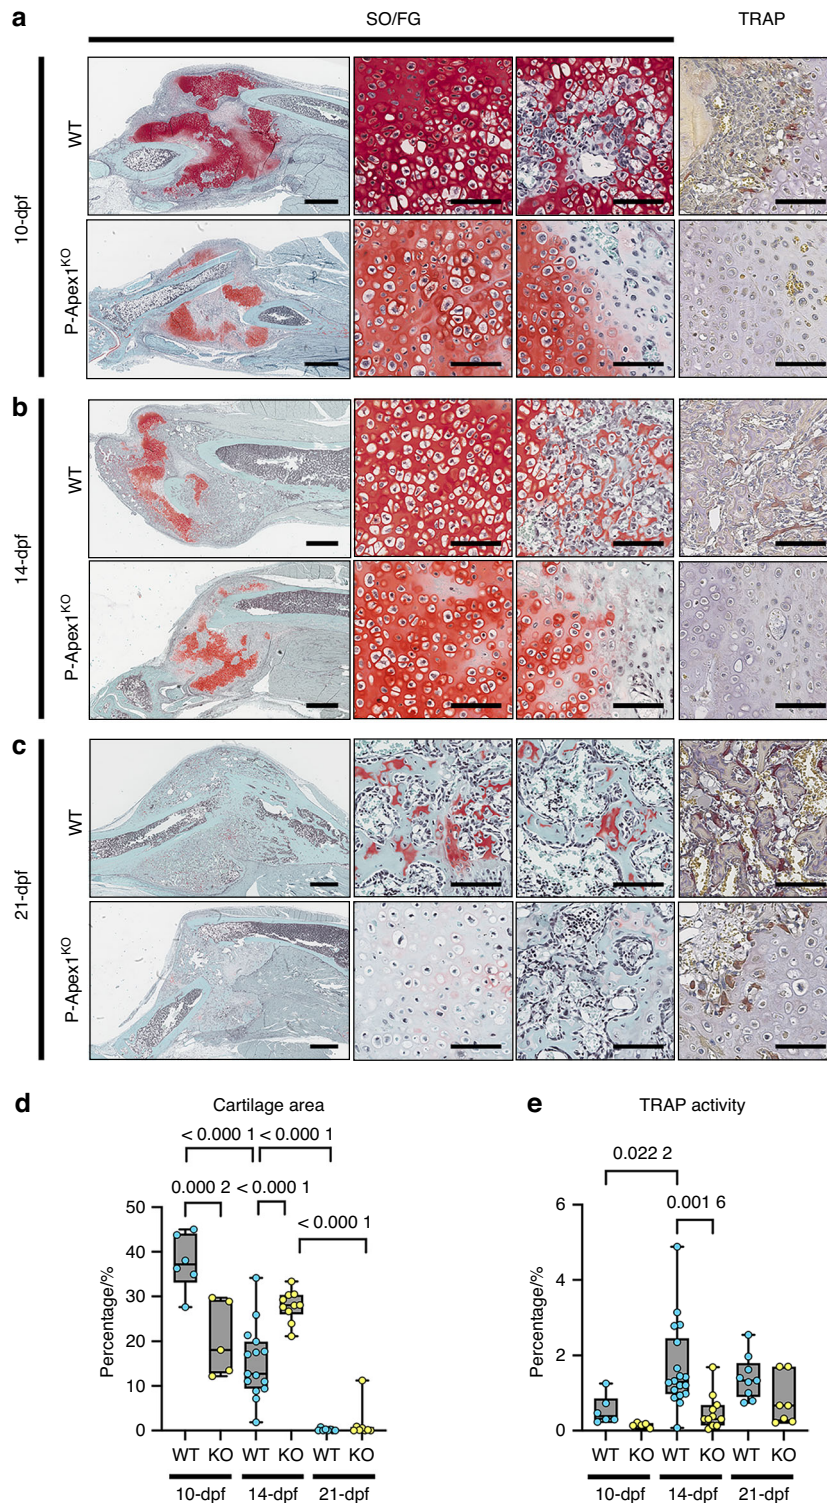 a
SO/FG
TRAP
10-dpf
WT
P-Apex1KO
b
14-dpf
WT
P-Apex1KO
c
21-dpf
WT
P-Apex1KO
d
Cartilage area
< 0.000 1 < 0.000 1
0.000 2 < 0.000 1
< 0.000 1
Percentage/%
50
40
30
20
10
0
WT KO WT KO WT KO
10-dpf 14-dpf 21-dpf
e
TRAP activity
0.022 2
0.001 6
Percentage/%
6
4
2
0
WT KO WT KO WT KO
10-dpf 14-dpf 21-dpf